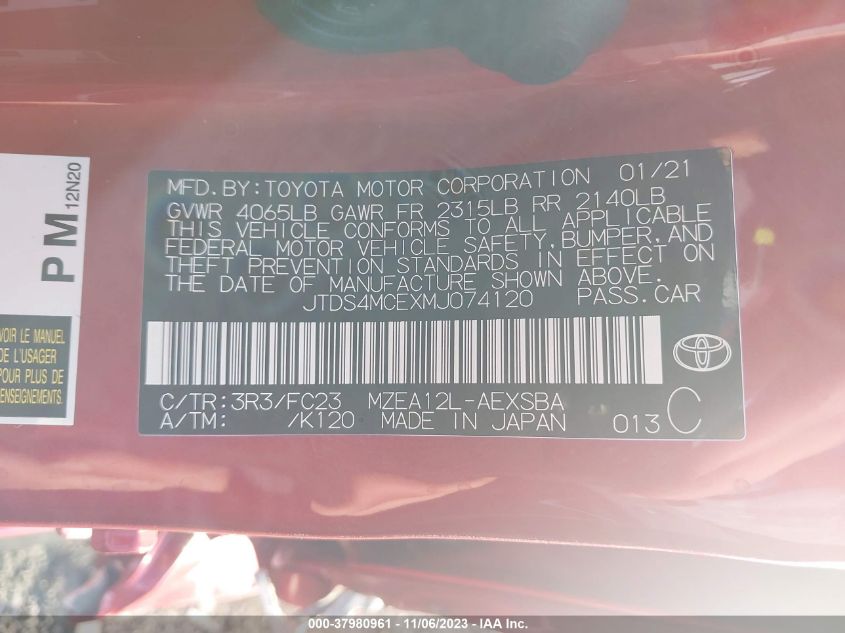 MFD. BY: TOYOTA MOTOR CORPORATION 01/21
GVWR 4065LB GAWR FR 2315LB RR 2140LB
THIS VEHICLE CONFORMS TO ALL APPLICABLE
FEDERAL MOTOR VEHICLE SAFETY, BUMPER, AND
THEFT PREVENTION STANDARDS IN EFFECT ON
THE DATE OF MANUFACTURE SHOWN ABOVE.
JTDS4MCEXMJ074120 PASS.CAR
C/TR: 3R3/FC23 MZEA12L-AEXSBA
A/TM: /K120 MADE IN JAPAN 013 C
PM 12N20
VOIR LE MANUEL
DE L'USAGER
POUR PLUS DE
RENSEIGNEMENTS.
000-37980961 - 11/06/2023 - IAA Inc.